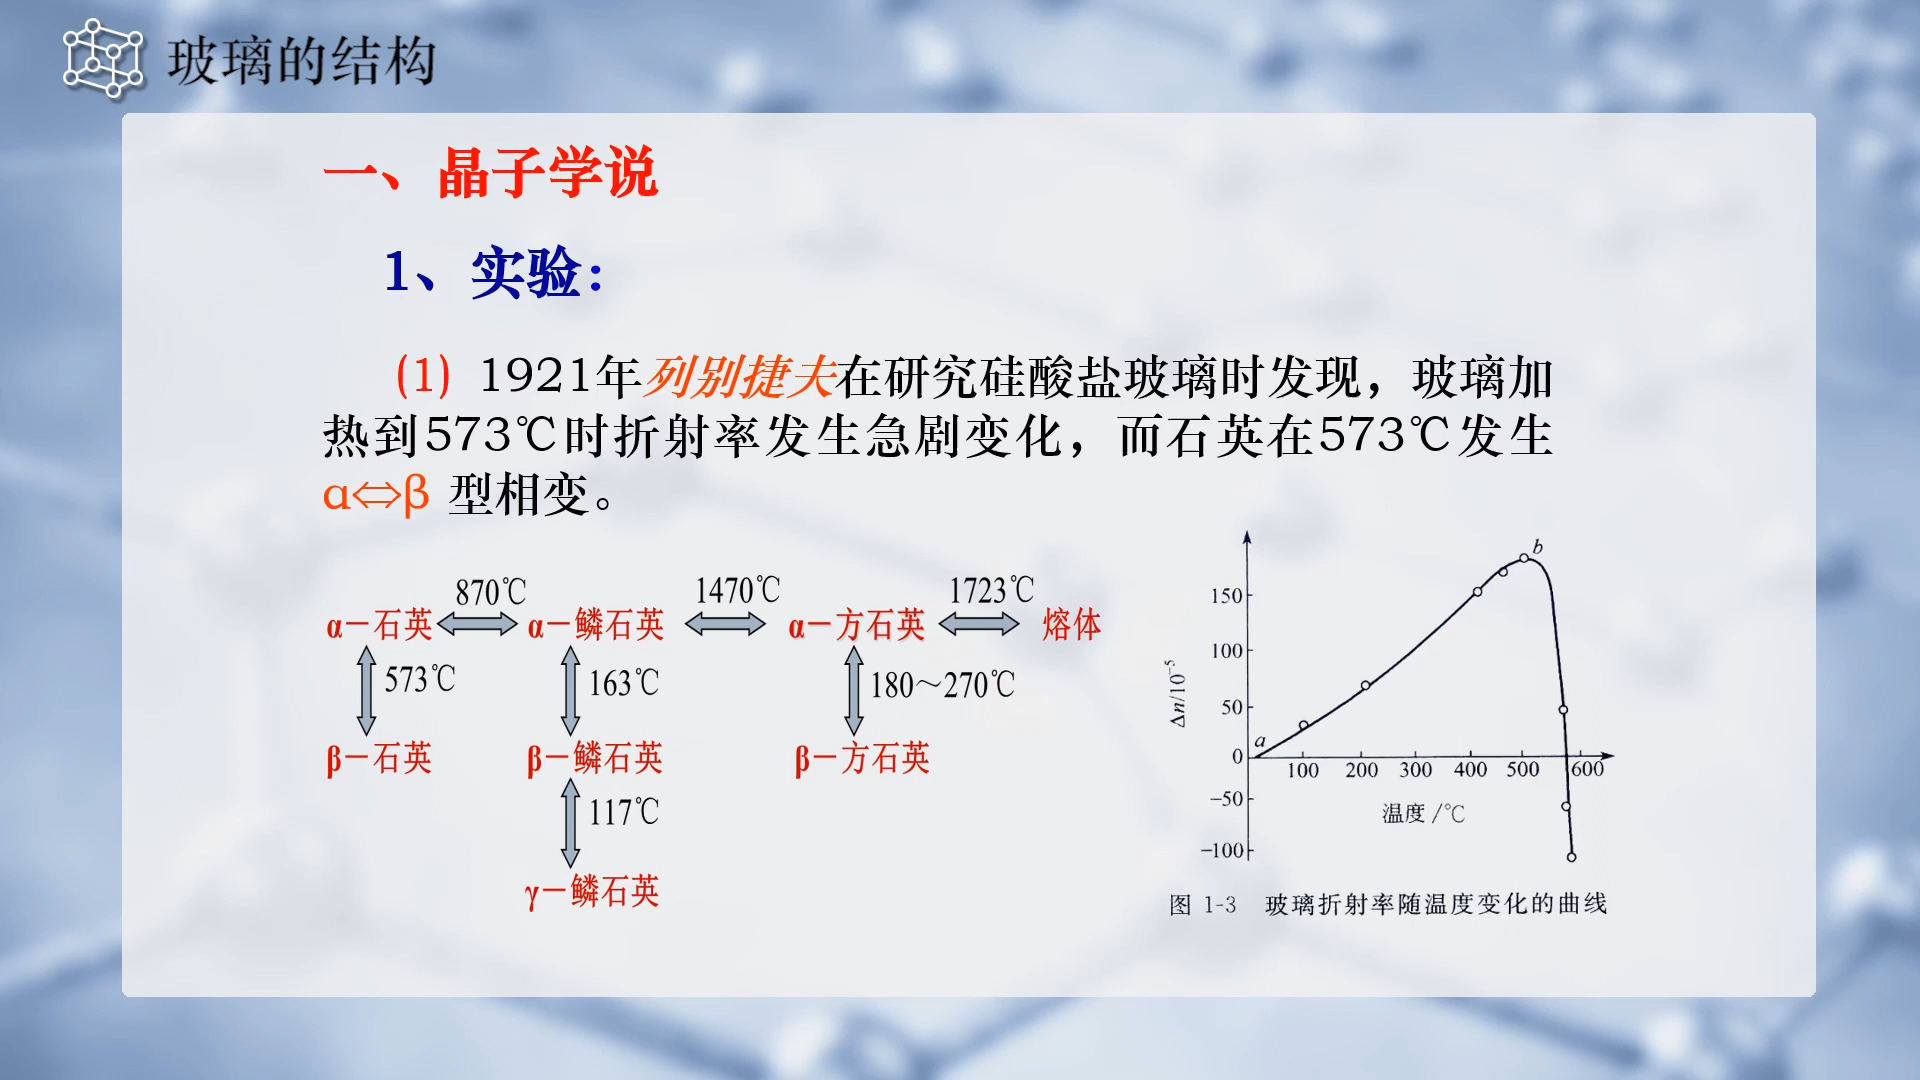 玻璃的结构
一、晶子学说
1、实验：
(1) 1921年列别捷夫在研究硅酸盐玻璃时发现，玻璃加
热到573℃时折射率发生急剧变化，而石英在573℃发生
α⇔β 型相变。
870℃ 1470℃ 1723℃
α－石英 α－鳞石英 α－方石英 熔体
573℃ 163℃ 180～270℃
β－石英 β－鳞石英 β－方石英
117℃
γ－鳞石英
b
150
100
50
Δn/10⁻⁵
a
0
100 200 300 400 500 600
−50
温度/℃
−100
图 1-3 玻璃折射率随温度变化的曲线